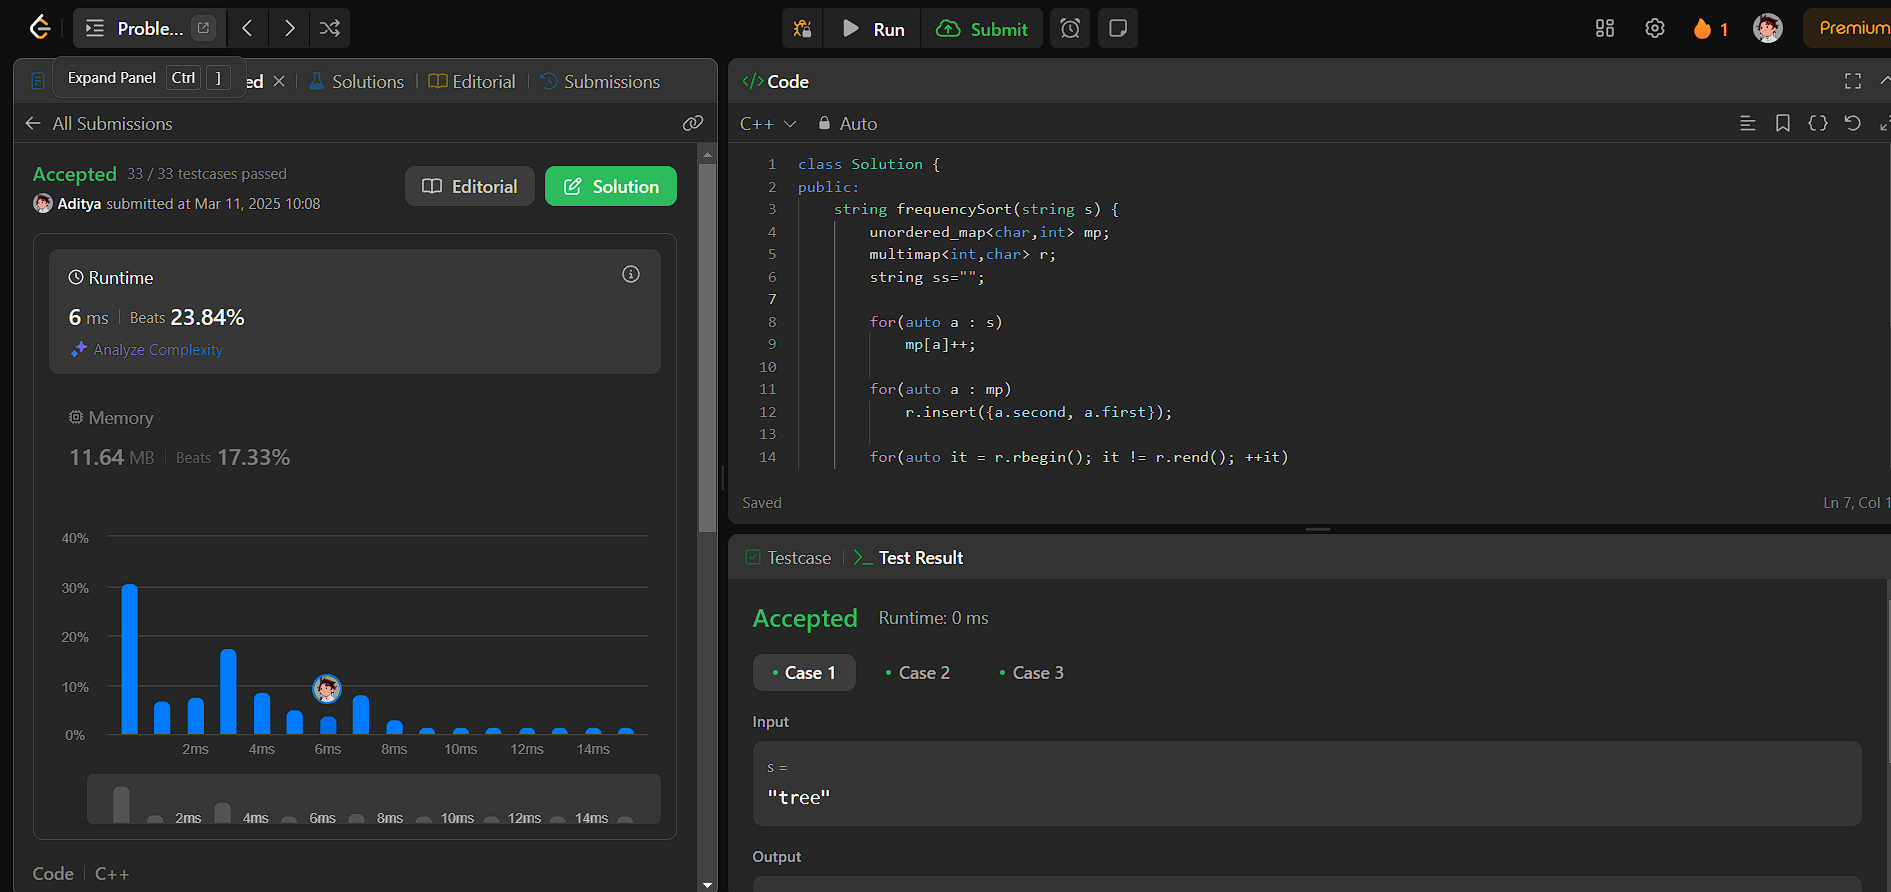 Proble...
Run
Submit
1
Premium
Expand Panel Ctrl ]
ed
Solutions
Editorial
Submissions
All Submissions
Accepted 33 / 33 testcases passed
Aditya submitted at Mar 11, 2025 10:08
Editorial
Solution
Runtime
6 ms Beats 23.84%
Analyze Complexity
Memory
11.64 MB Beats 17.33%
40%
30%
20%
10%
0%
2ms 4ms 6ms 8ms 10ms 12ms 14ms
2ms 4ms 6ms 8ms 10ms 12ms 14ms
Code C++
</> Code
C++ Auto
1 class Solution {
2 public:
3 string frequencySort(string s) {
4 unordered_map<char,int> mp;
5 multimap<int,char> r;
6 string ss="";
7
8 for(auto a : s)
9 mp[a]++;
10
11 for(auto a : mp)
12 r.insert({a.second, a.first});
13
14 for(auto it = r.rbegin(); it != r.rend(); ++it)
Saved
Ln 7, Col 1
Testcase
>_ Test Result
Accepted Runtime: 0 ms
Case 1 Case 2 Case 3
Input
s =
"tree"
Output